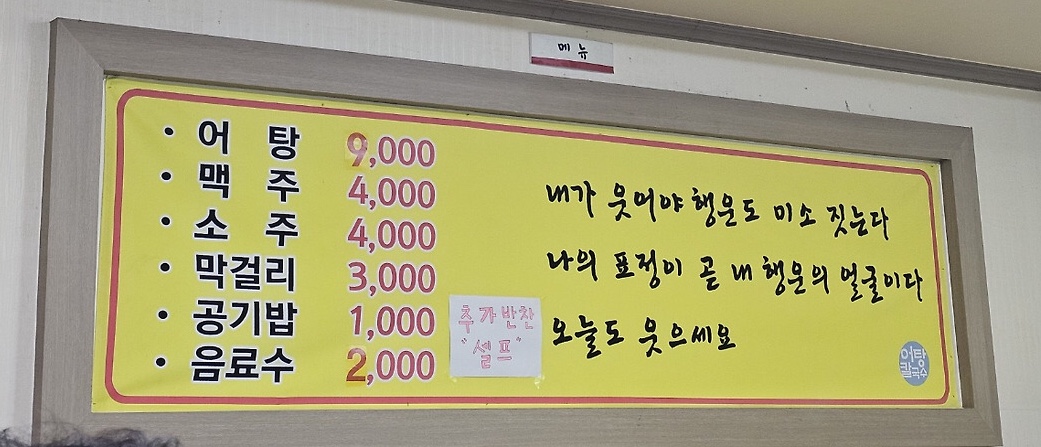 메뉴
• 어탕 9,000
• 맥주 4,000
• 소주 4,000
• 막걸리 3,000
• 공기밥 1,000
• 음료수 2,000
추가반찬
"셀프"
내가 웃어야 행운도 미소 짓는다
나의 표정이 곧 내 행운의 얼굴이다
오늘도 웃으세요
어탕
칼국수